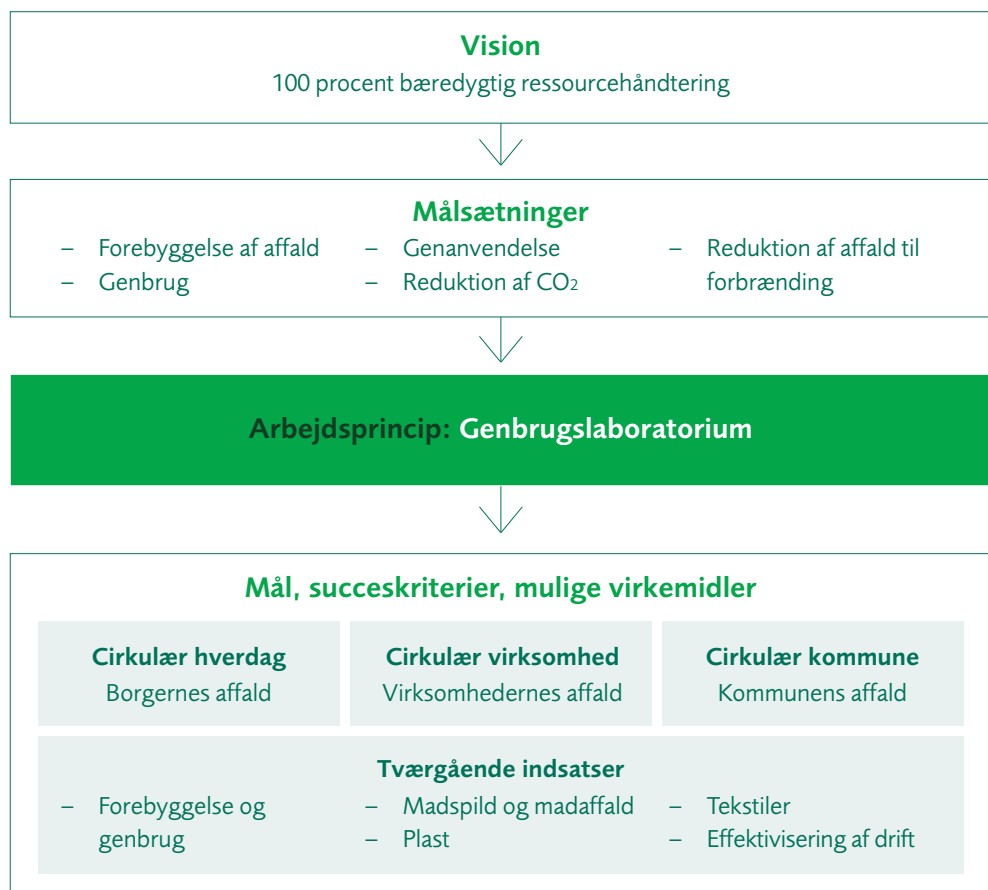 Vision
100 procent bæredygtig ressourcehåndtering
Målsætninger
– Forebyggelse af affald
– Genbrug
– Genanvendelse
– Reduktion af CO₂
– Reduktion af affald til
forbrænding
Arbejdsprincip: Genbrugslaboratorium
Mål, succeskriterier, mulige virkemidler
Cirkulær hverdag
Borgernes affald
Cirkulær virksomhed
Virksomhedernes affald
Cirkulær kommune
Kommunens affald
Tværgående indsatser
– Forebyggelse og
genbrug
– Madspild og madaffald
– Plast
– Tekstiler
– Effektivisering af drift